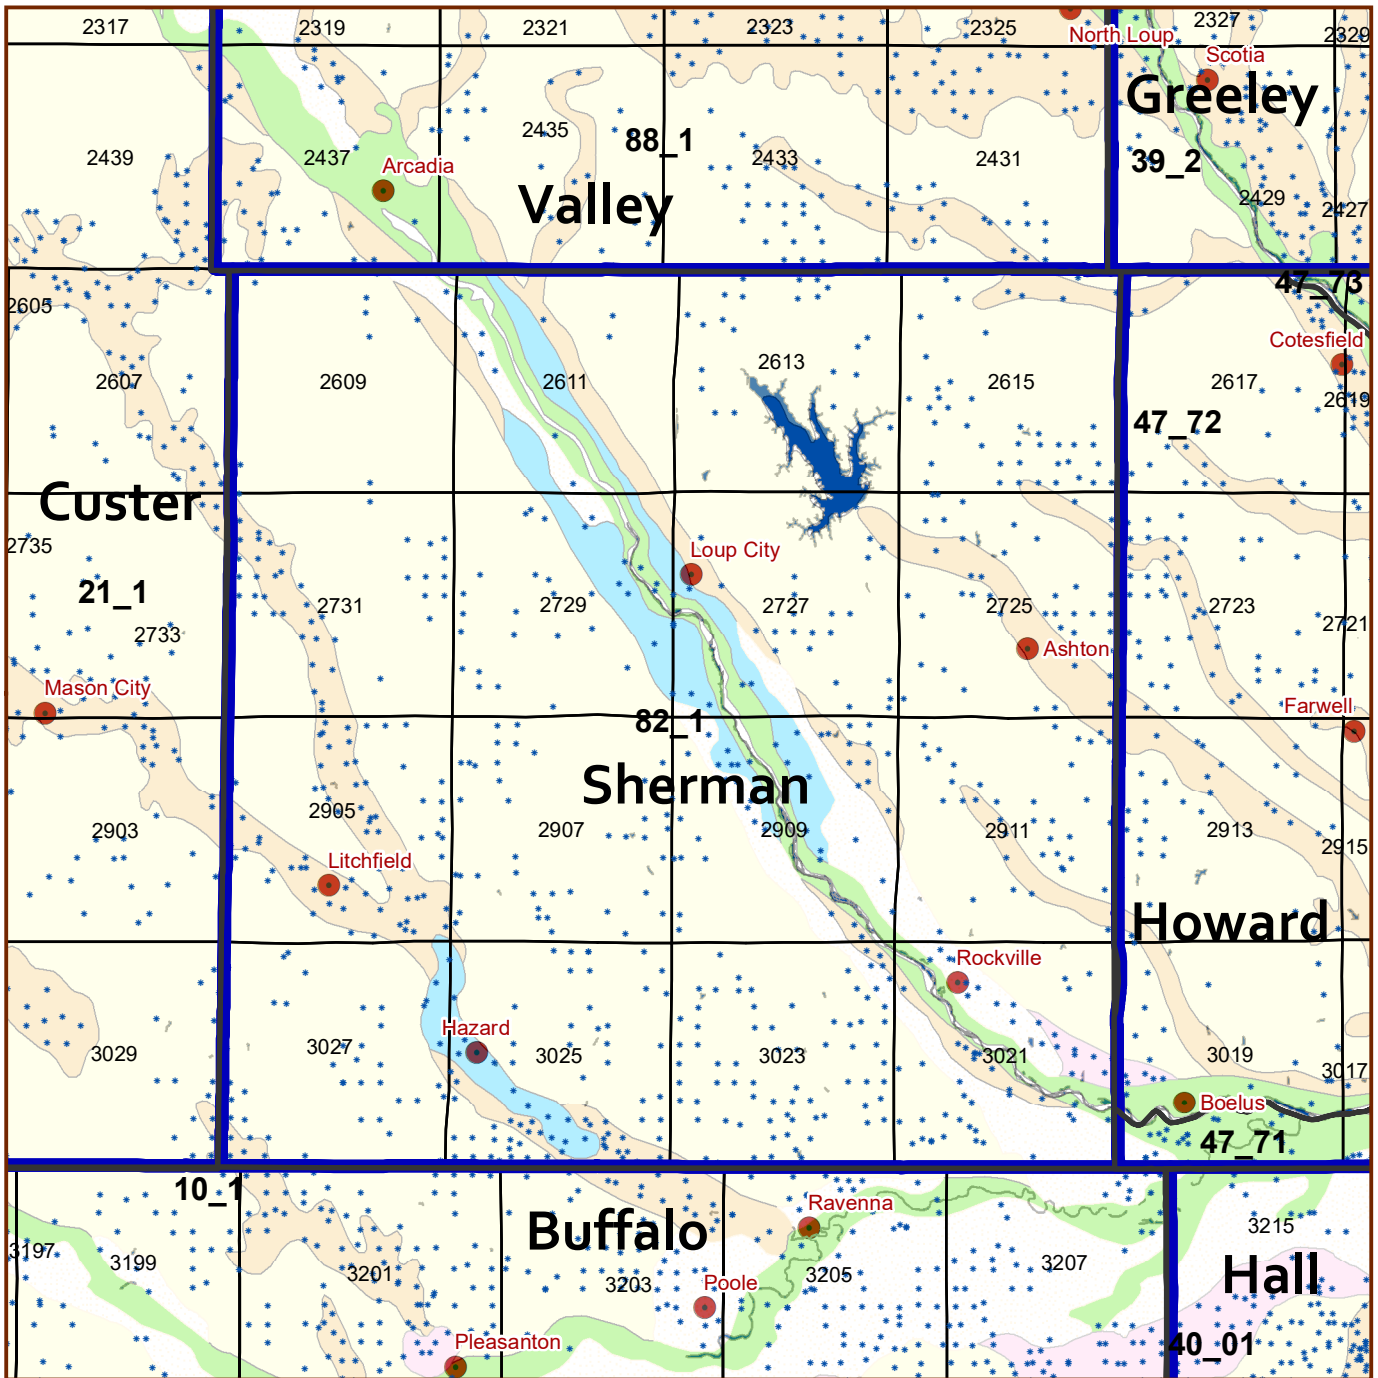 2317
2319
2321
2323
2325
2327
2329
North Loup
Scotia
Greeley
2439
2437
Arcadia
2435
88_1
2433
2431
39_2
Valley
2429
2427
47_73
2605
Cotesfield
2607
2609
2611
2613
2615
2617
2619
47_72
Custer
2735
Loup City
21_1
2731
2729
2727
2725
2723
2733
2721
Ashton
Mason City
82_1
Farwell
Sherman
2903
2905
2907
2909
2911
2913
2915
Litchfield
Howard
Rockville
Hazard
3029
3027
3025
3023
3021
3019
3017
Boelus
47_71
10_1
Ravenna
Buffalo
3215
3197
3199
3201
3203
Poole
3205
3207
Hall
Pleasanton
40_01